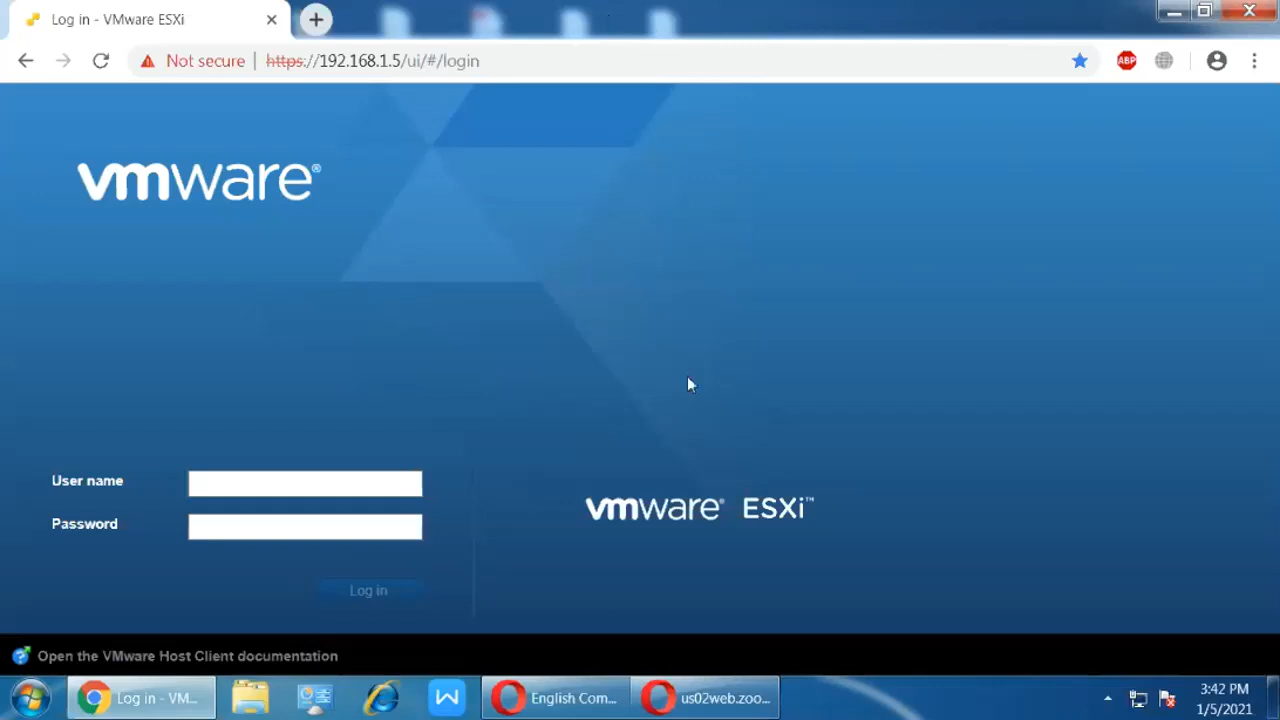 Log in - VMware ESXi
Not secure | https://192.168.1.5/ui/#/login
ABP
vmware®
User name
Password
vmware® ESXi™
Log in
Open the VMware Host Client documentation
Log in - VM...
W
English Com...
us02web.zoo...
3:42 PM
1/5/2021